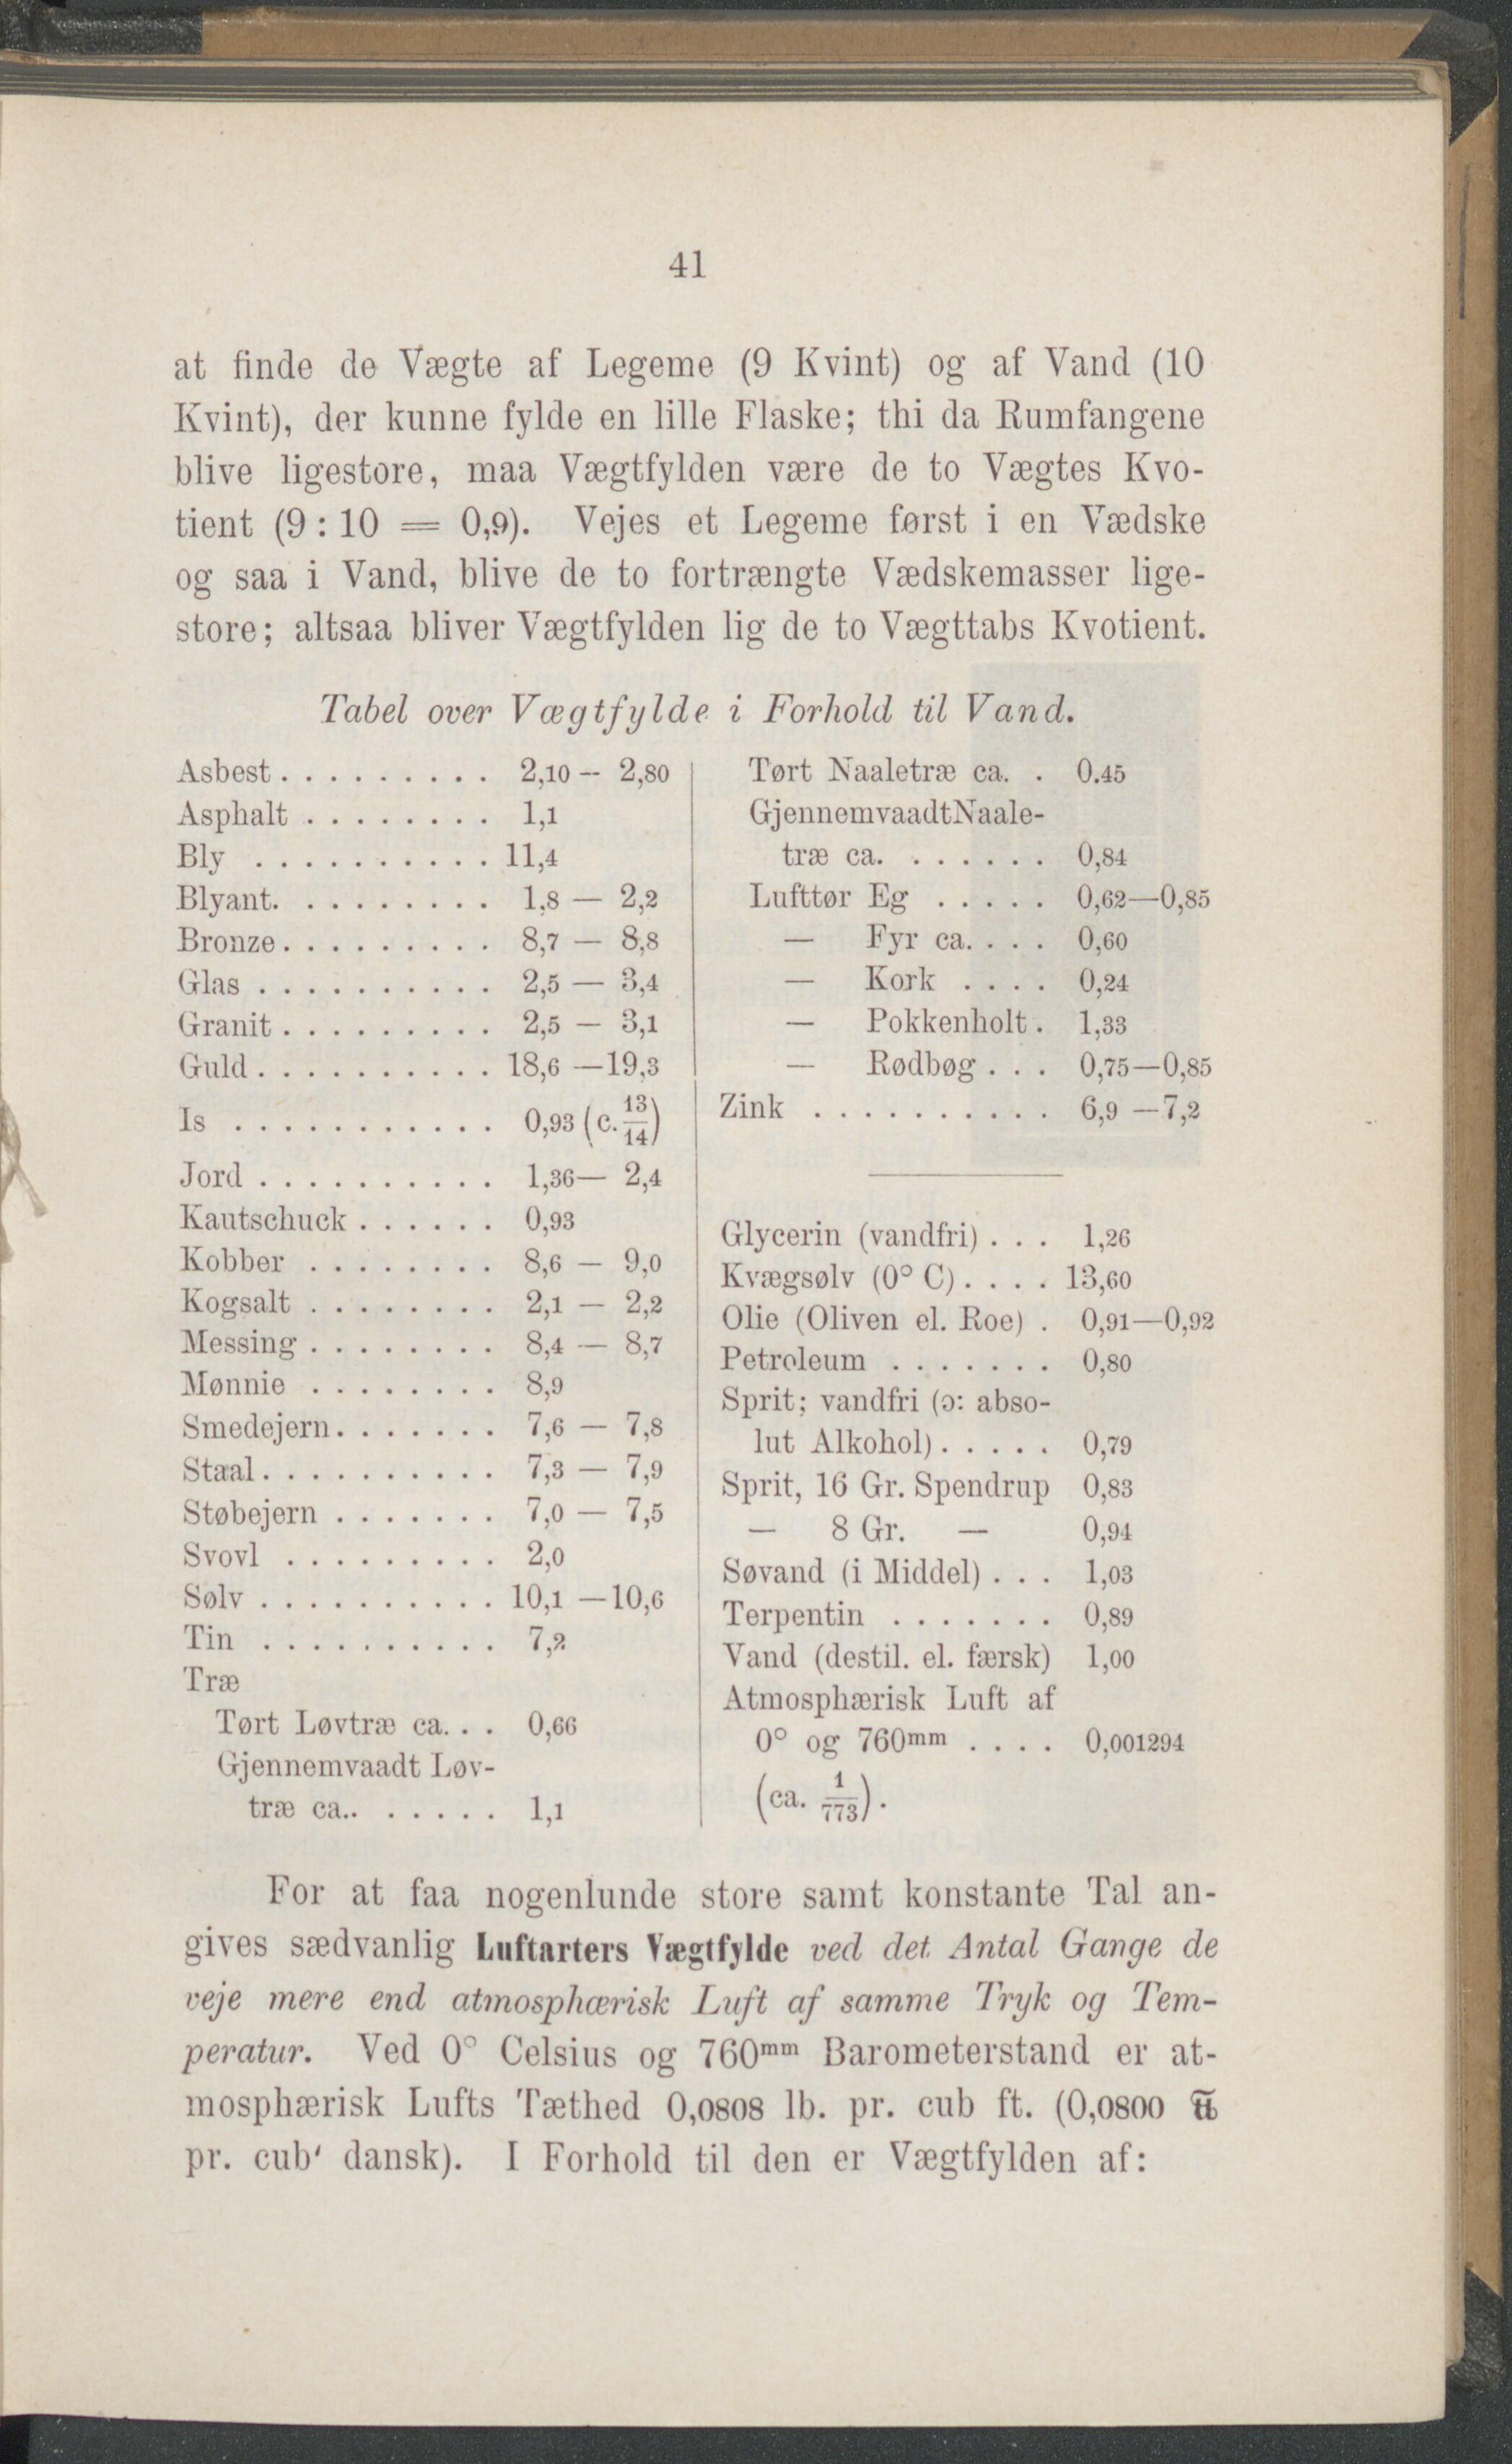 41
at finde de Vægte af Legeme (9 Kvint) og af Vand (10
Kvint), der kunne fylde en lille Flaske; thi da Rumfangene
blive ligestore, maa Vægtfylden være de to Vægtes Kvo-
tient (9 : 10 = 0,9). Vejes et Legeme først i en Vædske
og saa i Vand, blive de to fortrængte Vædskemasser lige-
store; altsaa bliver Vægtfylden lig de to Vægttabs Kvotient.
Tabel over Vægtfylde i Forhold til Vand.
Asbest . . . . . . . . . 2,10 — 2,80
Asphalt . . . . . . . . 1,1
Bly . . . . . . . . . . 11,4
Blyant. . . . . . . . . 1,8 — 2,2
Bronze . . . . . . . . . 8,7 — 8,8
Glas . . . . . . . . . . 2,5 — 3,4
Granit . . . . . . . . . 2,5 — 3,1
Guld . . . . . . . . . . 18,6 —19,3
Is . . . . . . . . . . . 0,93 (c. 13/14)
Jord . . . . . . . . . . 1,36— 2,4
Kautschuck . . . . . . 0,93
Kobber . . . . . . . . 8,6 — 9,0
Kogsalt . . . . . . . . 2,1 — 2,2
Messing . . . . . . . . 8,4 — 8,7
Mønnie . . . . . . . . 8,9
Smedejern. . . . . . . 7,6 — 7,8
Staal. . . . . . . . . . 7,3 — 7,9
Støbejern . . . . . . . 7,0 — 7,5
Svovl . . . . . . . . . 2,0
Sølv . . . . . . . . . . 10,1 —10,6
Tin . . . . . . . . . . 7,2
Træ
Tørt Løvtræ ca. . . 0,66
Gjennemvaadt Løv-
træ ca.. . . . . . 1,1
Tørt Naaletræ ca. . 0.45
GjennemvaadtNaale-
træ ca. . . . . . . 0,84
Lufttør Eg . . . . . 0,62—0,85
— Fyr ca. . . . 0,60
— Kork . . . . 0,24
— Pokkenholt . 1,33
— Rødbøg . . . 0,75—0,85
Zink . . . . . . . . . . 6,9 —7,2
Glycerin (vandfri) . . . 1,26
Kvægsølv (0° C) . . . . 13,60
Olie (Oliven el. Roe) . 0,91—0,92
Petroleum . . . . . . . 0,80
Sprit; vandfri (ɔ: abso-
lut Alkohol) . . . . . 0,79
Sprit, 16 Gr. Spendrup 0,83
— 8 Gr. — 0,94
Søvand (i Middel) . . . 1,03
Terpentin . . . . . . . 0,89
Vand (destil. el. færsk) 1,00
Atmosphærisk Luft af
0° og 760mm . . . . 0,001294
(ca. 1/773).
For at faa nogenlunde store samt konstante Tal an-
gives sædvanlig Luftarters Vægtfylde ved det Antal Gange de
veje mere end atmosphærisk Luft af samme Tryk og Tem-
peratur. Ved 0° Celsius og 760mm Barometerstand er at-
mosphærisk Lufts Tæthed 0,0808 lb. pr. cub ft. (0,0800 ℔
pr. cub' dansk). I Forhold til den er Vægtfylden af: